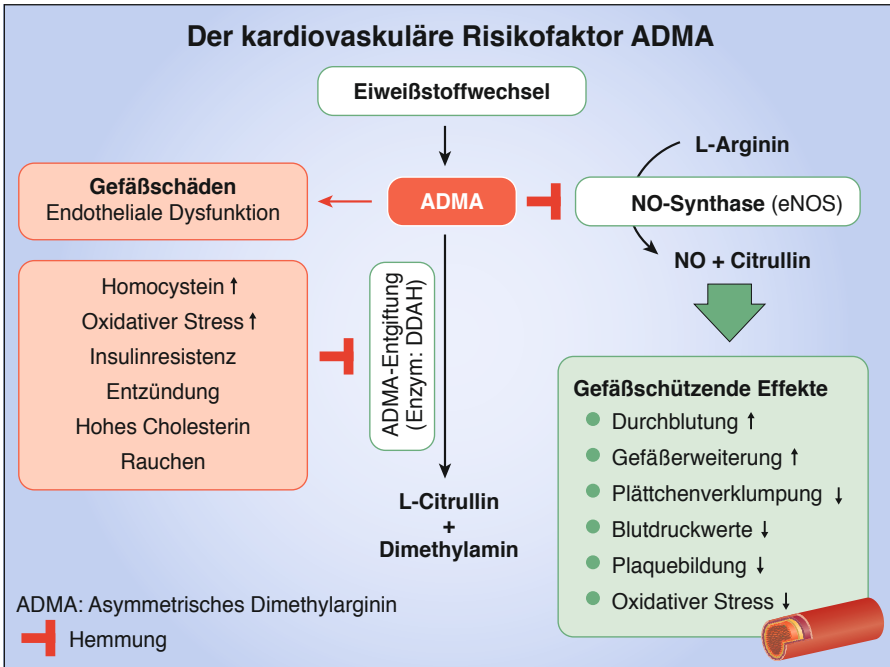 Der kardiovaskuläre Risikofaktor ADMA
Eiweißstoffwechsel
L-Arginin
Gefäßschäden
Endotheliale Dysfunktion
ADMA
NO-Synthase (eNOS)
NO + Citrullin
Homocystein ↑
Oxidativer Stress ↑
Insulinresistenz
Entzündung
Hohes Cholesterin
Rauchen
ADMA-Entgiftung
(Enzym: DDAH)
L-Citrullin
+
Dimethylamin
Gefäßschützende Effekte
Durchblutung ↑
Gefäßerweiterung ↑
Plättchenverklumpung ↓
Blutdruckwerte ↓
Plaquebildung ↓
Oxidativer Stress ↓
ADMA: Asymmetrisches Dimethylarginin
Hemmung